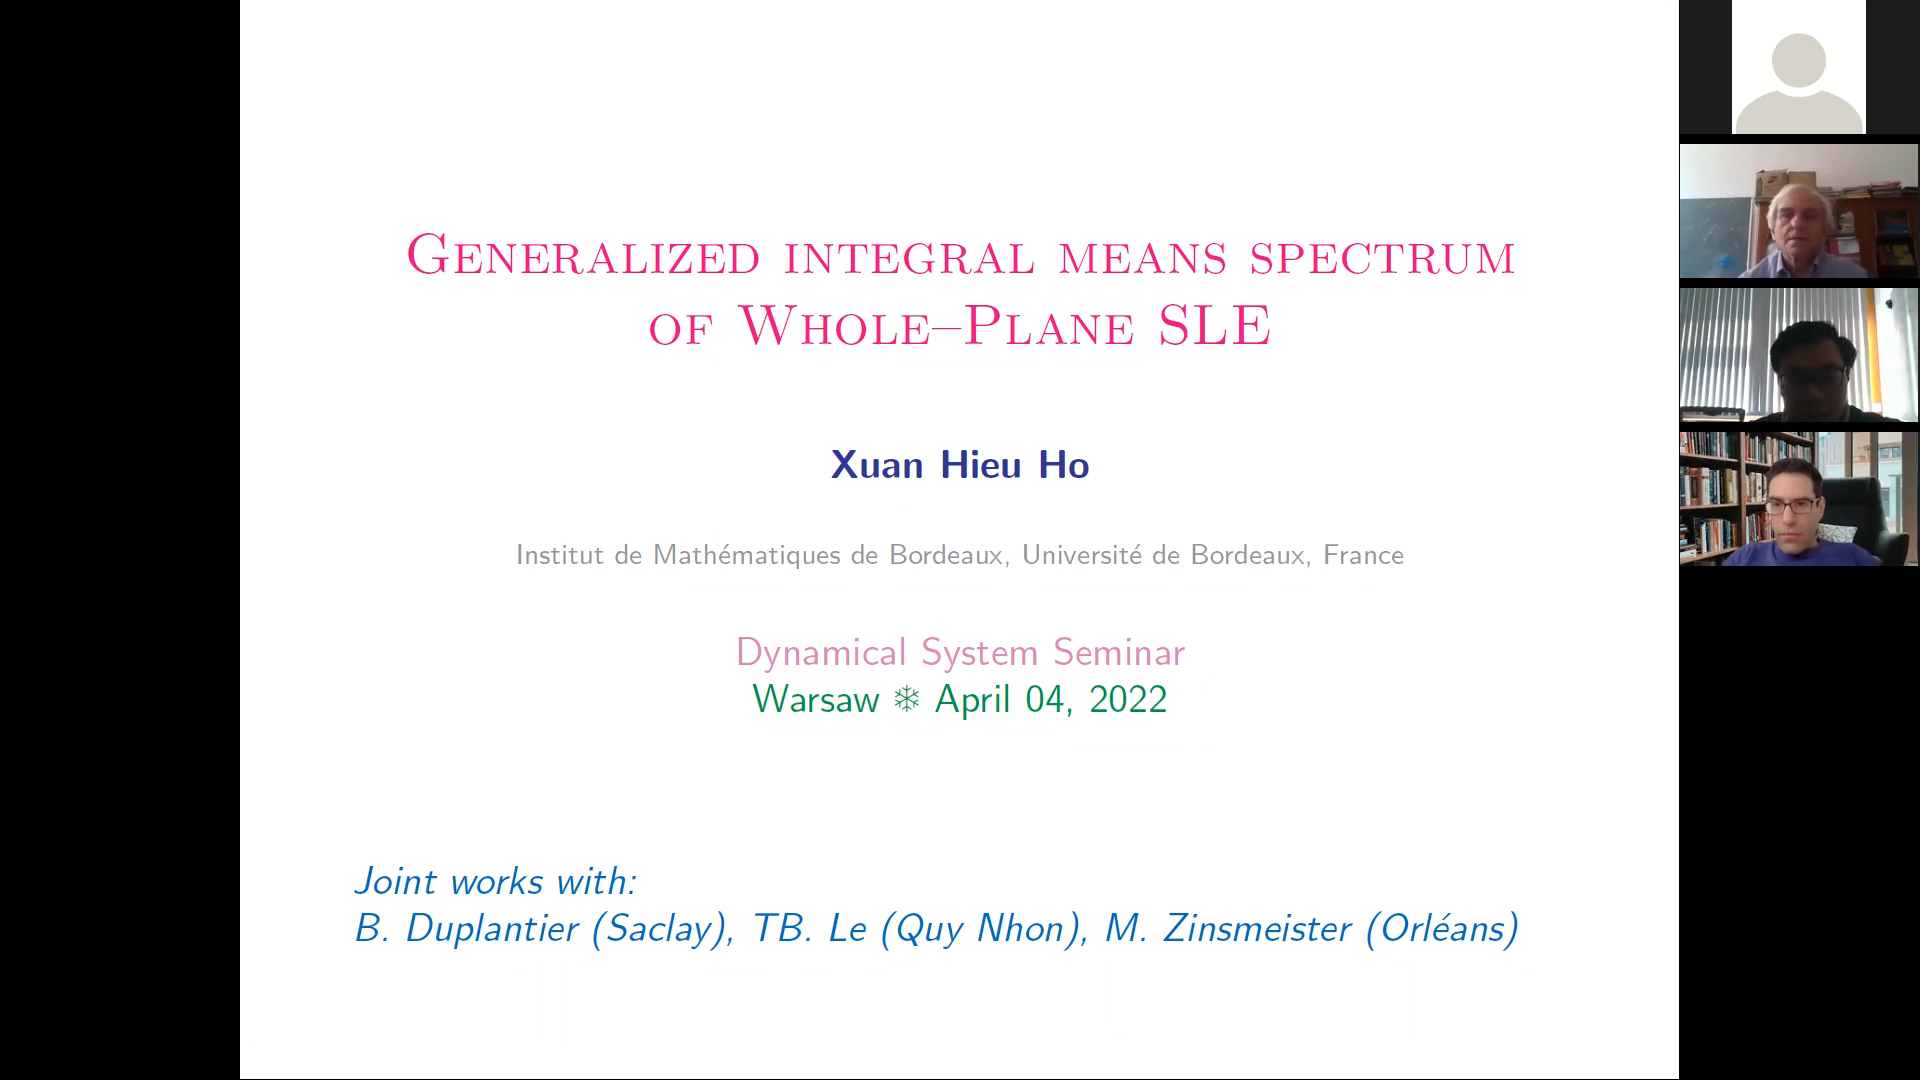 Generalized integral means spectrum
of Whole–Plane SLE
Xuan Hieu Ho
Institut de Mathématiques de Bordeaux, Université de Bordeaux, France
Dynamical System Seminar
Warsaw ❄ April 04, 2022
Joint works with:
B. Duplantier (Saclay), TB. Le (Quy Nhon), M. Zinsmeister (Orléans)